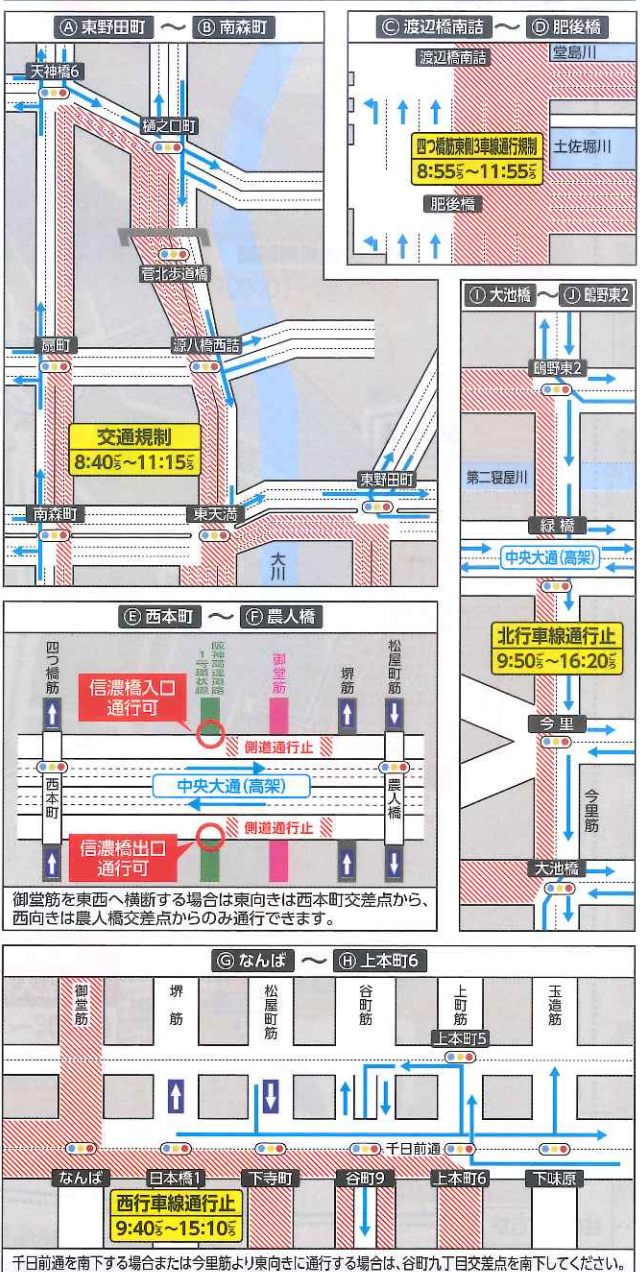 Ⓐ 東野田町 ～ Ⓑ 南森町
天神橋6
樋之口町
菅北歩道橋
扇町
源八橋西詰
交通規制
8:40ごろ～11:15ごろ
東野田町
南森町
東天満
大川
Ⓒ 渡辺橋南詰 ～ Ⓓ 肥後橋
渡辺橋南詰
堂島川
四つ橋筋東側3車線通行規制
8:55ごろ～11:55ごろ
土佐堀川
肥後橋
Ⓘ 大池橋 ～ Ⓙ 鴫野東2
鴫野東2
第二寝屋川
緑橋
中央大通(高架)
北行車線通行止
9:50ごろ～16:20ごろ
今里
今里筋
大池橋
Ⓔ 西本町 ～ Ⓕ 農人橋
四つ橋筋
阪神高速道路
1号環状線
御堂筋
堺筋
松屋町筋
信濃橋入口
通行可
側道通行止
中央大通(高架)
西本町
農人橋
側道通行止
信濃橋出口
通行可
御堂筋を東西へ横断する場合は東向きは西本町交差点から、
西向きは農人橋交差点からのみ通行できます。
Ⓖ なんば ～ Ⓗ 上本町6
御堂筋
堺筋
松屋町筋
谷町筋
上町筋
玉造筋
上本町5
千日前通
なんば
日本橋1
下寺町
谷町9
上本町6
下味原
西行車線通行止
9:40ごろ～15:10ごろ
千日前通を南下する場合または今里筋より東向きに通行する場合は、谷町九丁目交差点を南下してください。